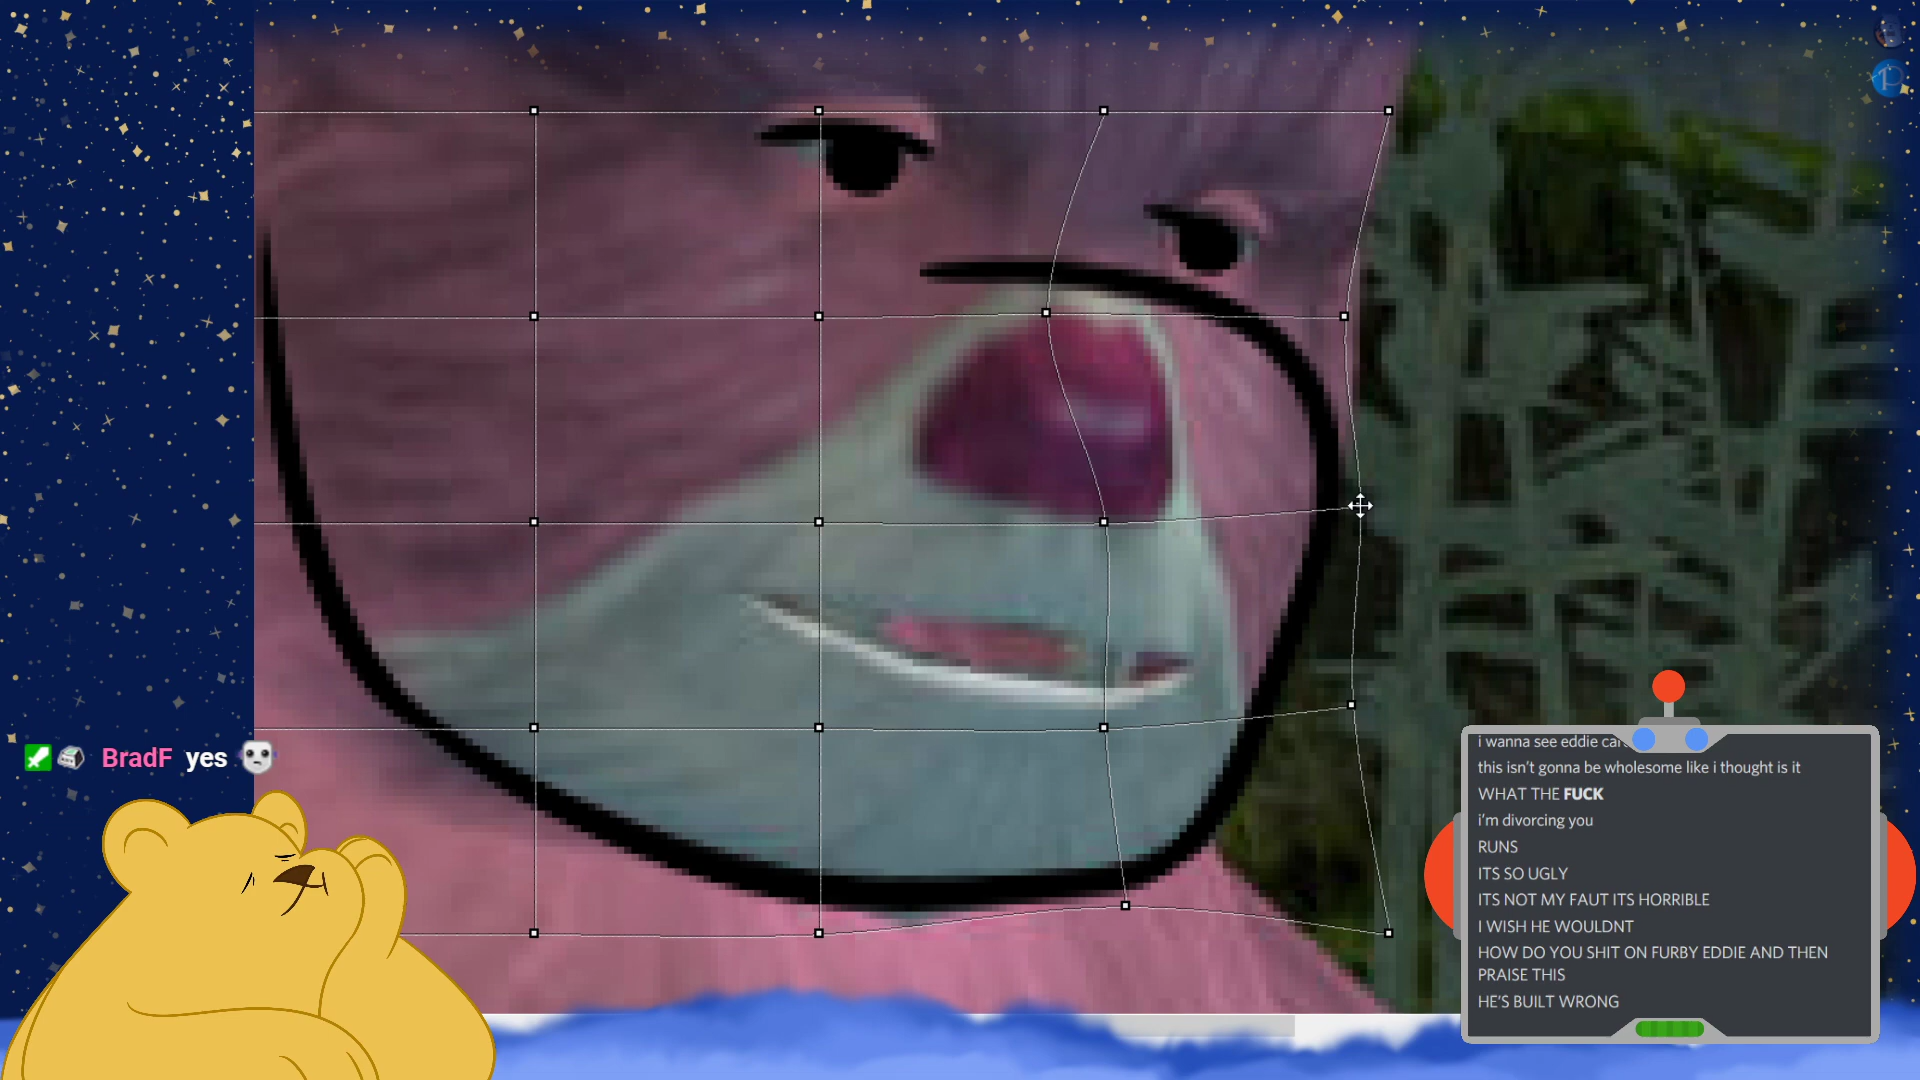 BradF yes
i wanna see eddie car
this isn't gonna be wholesome like i thought is it
WHAT THE FUCK
i'm divorcing you
RUNS
ITS SO UGLY
ITS NOT MY FAUT ITS HORRIBLE
I WISH HE WOULDNT
HOW DO YOU SHIT ON FURBY EDDIE AND THEN
PRAISE THIS
HE'S BUILT WRONG